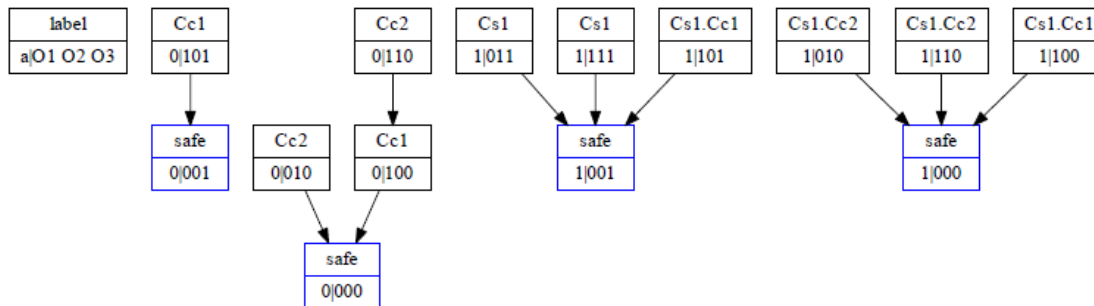 label
a|O1 O2 O3
Cc1
0|101
Cc2
0|110
Cs1
1|011
Cs1
1|111
Cs1.Cc1
1|101
Cs1.Cc2
1|010
Cs1.Cc2
1|110
Cs1.Cc1
1|100
safe
0|001
Cc2
0|010
Cc1
0|100
safe
1|001
safe
1|000
safe
0|000